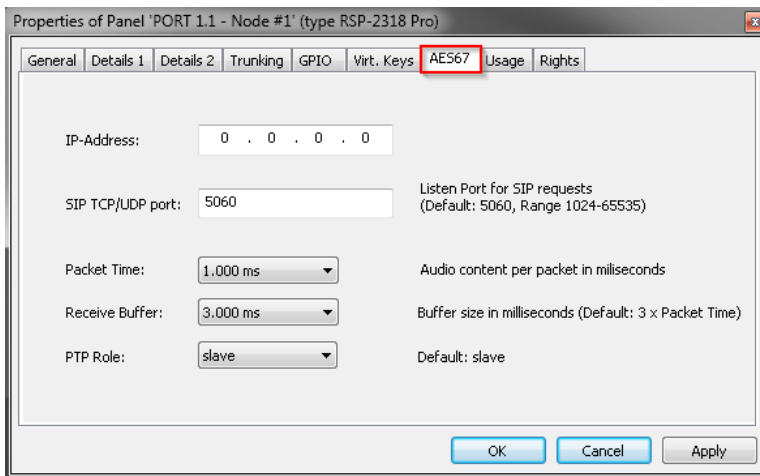 Properties of Panel 'PORT 1.1 - Node #1' (type RSP-2318 Pro)
General Details 1 Details 2 Trunking GPIO Virt. Keys AES67 Usage Rights
IP-Address: 0 . 0 . 0 . 0
SIP TCP/UDP port: 5060 Listen Port for SIP requests
(Default: 5060, Range 1024-65535)
Packet Time: 1.000 ms Audio content per packet in miliseconds
Receive Buffer: 3.000 ms Buffer size in milliseconds (Default: 3 x Packet Time)
PTP Role: slave Default: slave
OK Cancel Apply